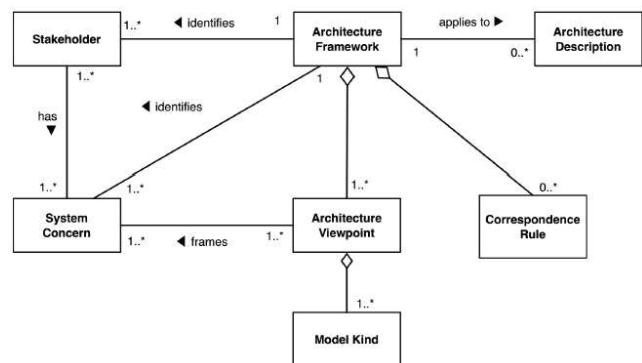 Stakeholder
1..*
◀ identifies
1
Architecture
Framework
applies to ▶
1
0..*
Architecture
Description
1..*
1
has
▼
◀ identifies
1..*
1..*
1..*
0..*
System
Concern
1..*
◀ frames
1..*
Architecture
Viewpoint
Correspondence
Rule
1..*
Model Kind